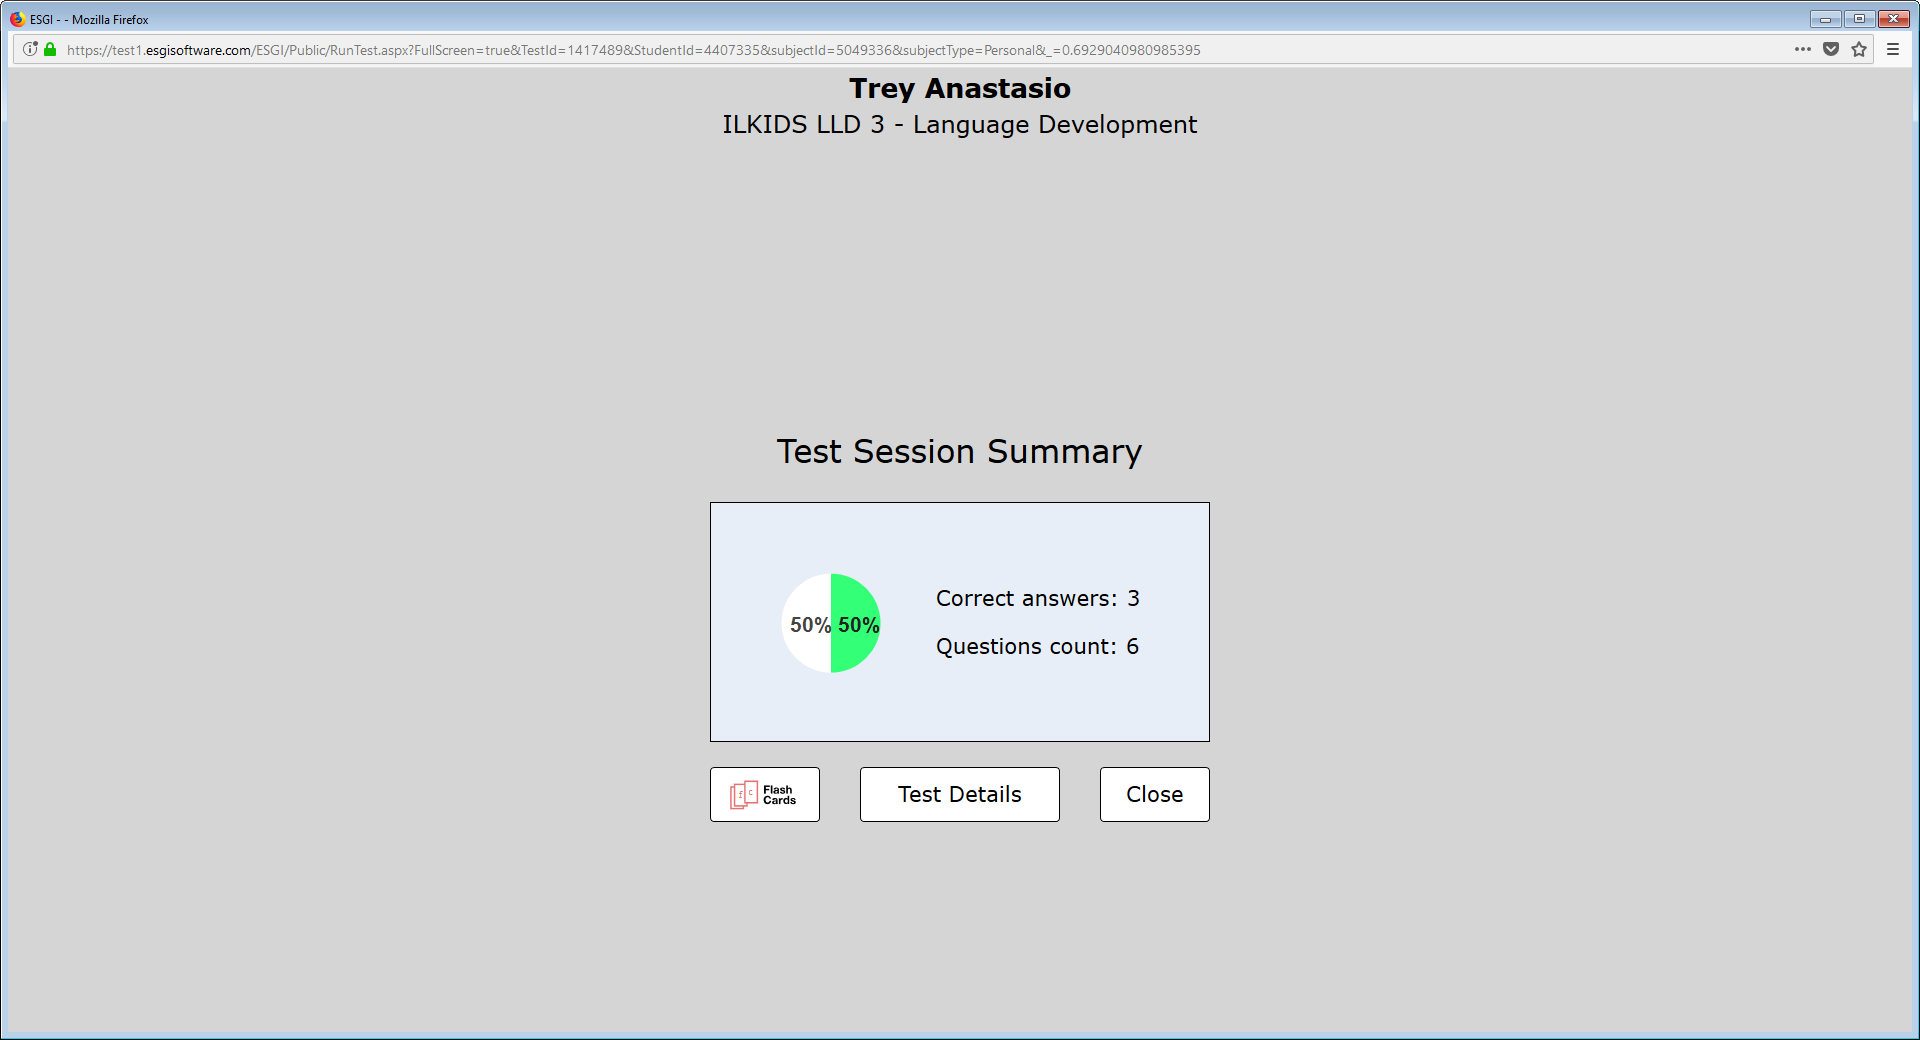 ESGI - - Mozilla Firefox
https://test1.esgisoftware.com/ESGI/Public/RunTest.aspx?FullScreen=true&TestId=1417489&StudentId=4407335&subjectId=5049336&subjectType=Personal&_=0.6929040980985395
Trey Anastasio
ILKIDS LLD 3 - Language Development
Test Session Summary
50% 50%
Correct answers: 3
Questions count: 6
f c
Flash
Cards
Test Details
Close